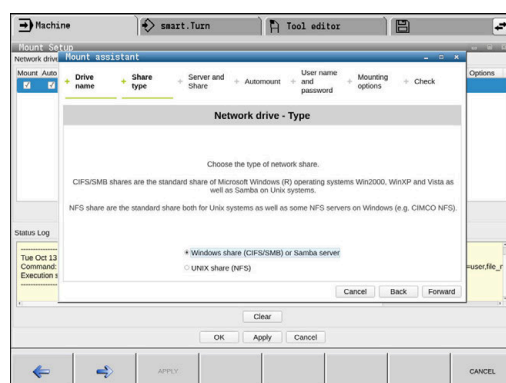 Machine
smart.Turn
Tool editor
Mount Setup
Network drive
Mount assistant
Mount Auto
Options
Drive name
Share type
Server and Share
Automount
User name and password
Mounting options
Check
Network drive - Type
Choose the type of network share.
CIFS/SMB shares are the standard share of Microsoft Windows (R) operating systems Win2000, WinXP and Vista as
well as Samba on Unix systems.
NFS share are the standard share both for Unix systems as well as some NFS servers on Windows (e.g. CIMCO NFS).
Status Log
Windows share (CIFS/SMB) or Samba server
UNIX share (NFS)
Tue Oct 13
Command:
Execution s
=user,file_r
Cancel Back Forward
Clear
OK Apply Cancel
APPLY
CANCEL